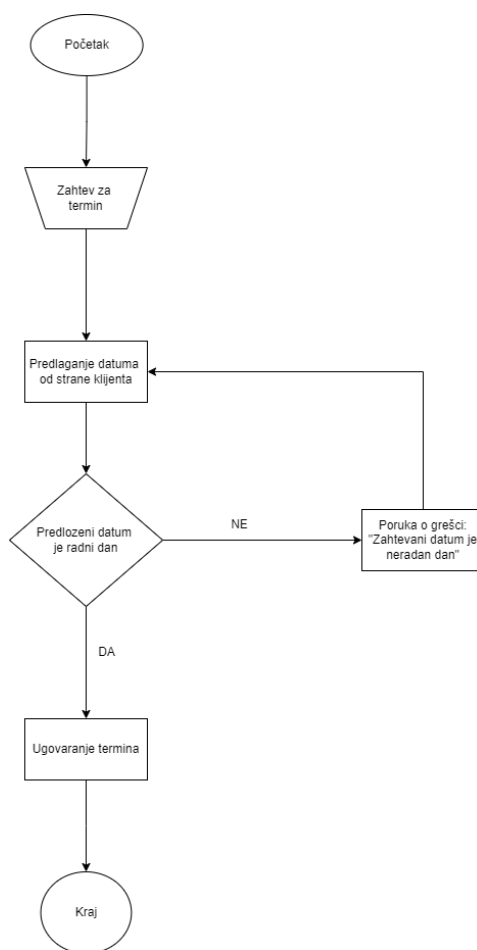 Početak
Zahtev za
termin
Predlaganje datuma
od strane klijenta
Predlozeni datum
je radni dan
NE
Poruka o grešci:
"Zahtevani datum je
neradan dan"
DA
Ugovaranje termina
Kraj